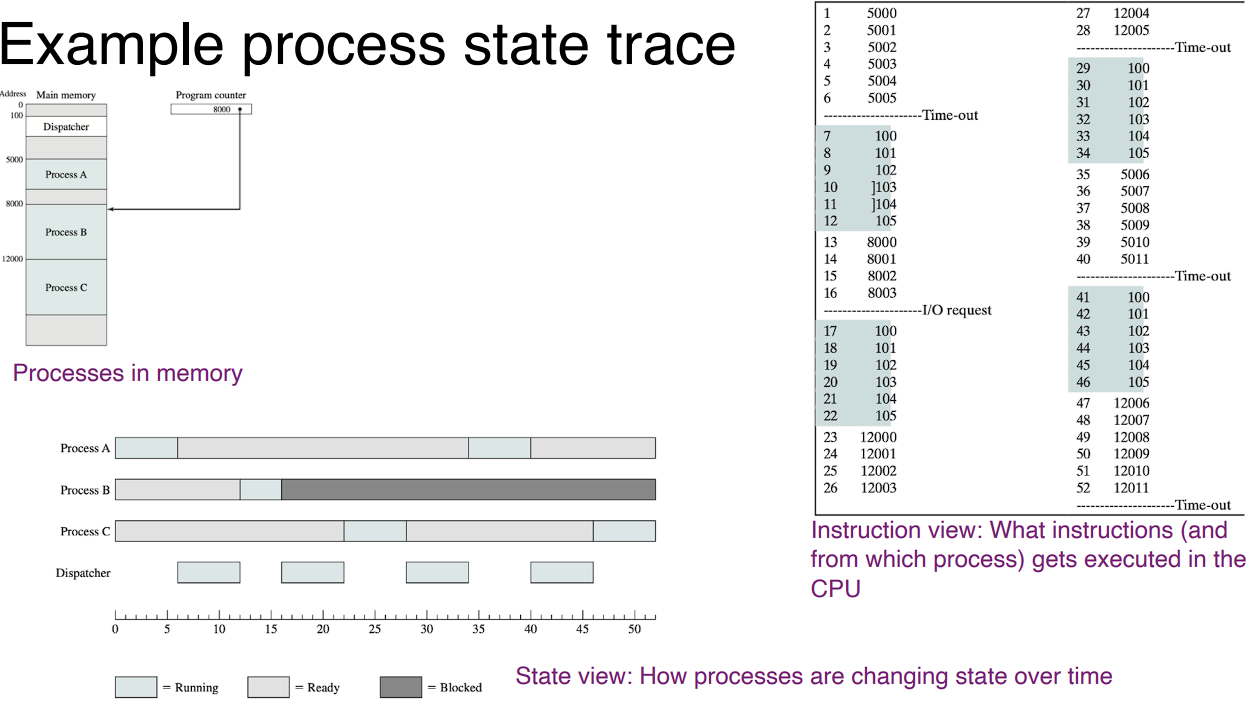 Example process state trace
Address Main memory
0
100
Dispatcher
5000
Process A
8000
Process B
12000
Process C
Program counter
8000
Processes in memory
1 5000
2 5001
3 5002
4 5003
5 5004
6 5005
--------------------Time-out
7 100
8 101
9 102
10 ]103
11 ]104
12 105
13 8000
14 8001
15 8002
16 8003
--------------------I/O request
17 100
18 101
19 102
20 103
21 104
22 105
23 12000
24 12001
25 12002
26 12003
27 12004
28 12005
--------------------Time-out
29 100
30 101
31 102
32 103
33 104
34 105
35 5006
36 5007
37 5008
38 5009
39 5010
40 5011
--------------------Time-out
41 100
42 101
43 102
44 103
45 104
46 105
47 12006
48 12007
49 12008
50 12009
51 12010
52 12011
--------------------Time-out
Instruction view: What instructions (and
from which process) gets executed in the
CPU
Process A
Process B
Process C
Dispatcher
0 5 10 15 20 25 30 35 40 45 50
= Running = Ready = Blocked
State view: How processes are changing state over time